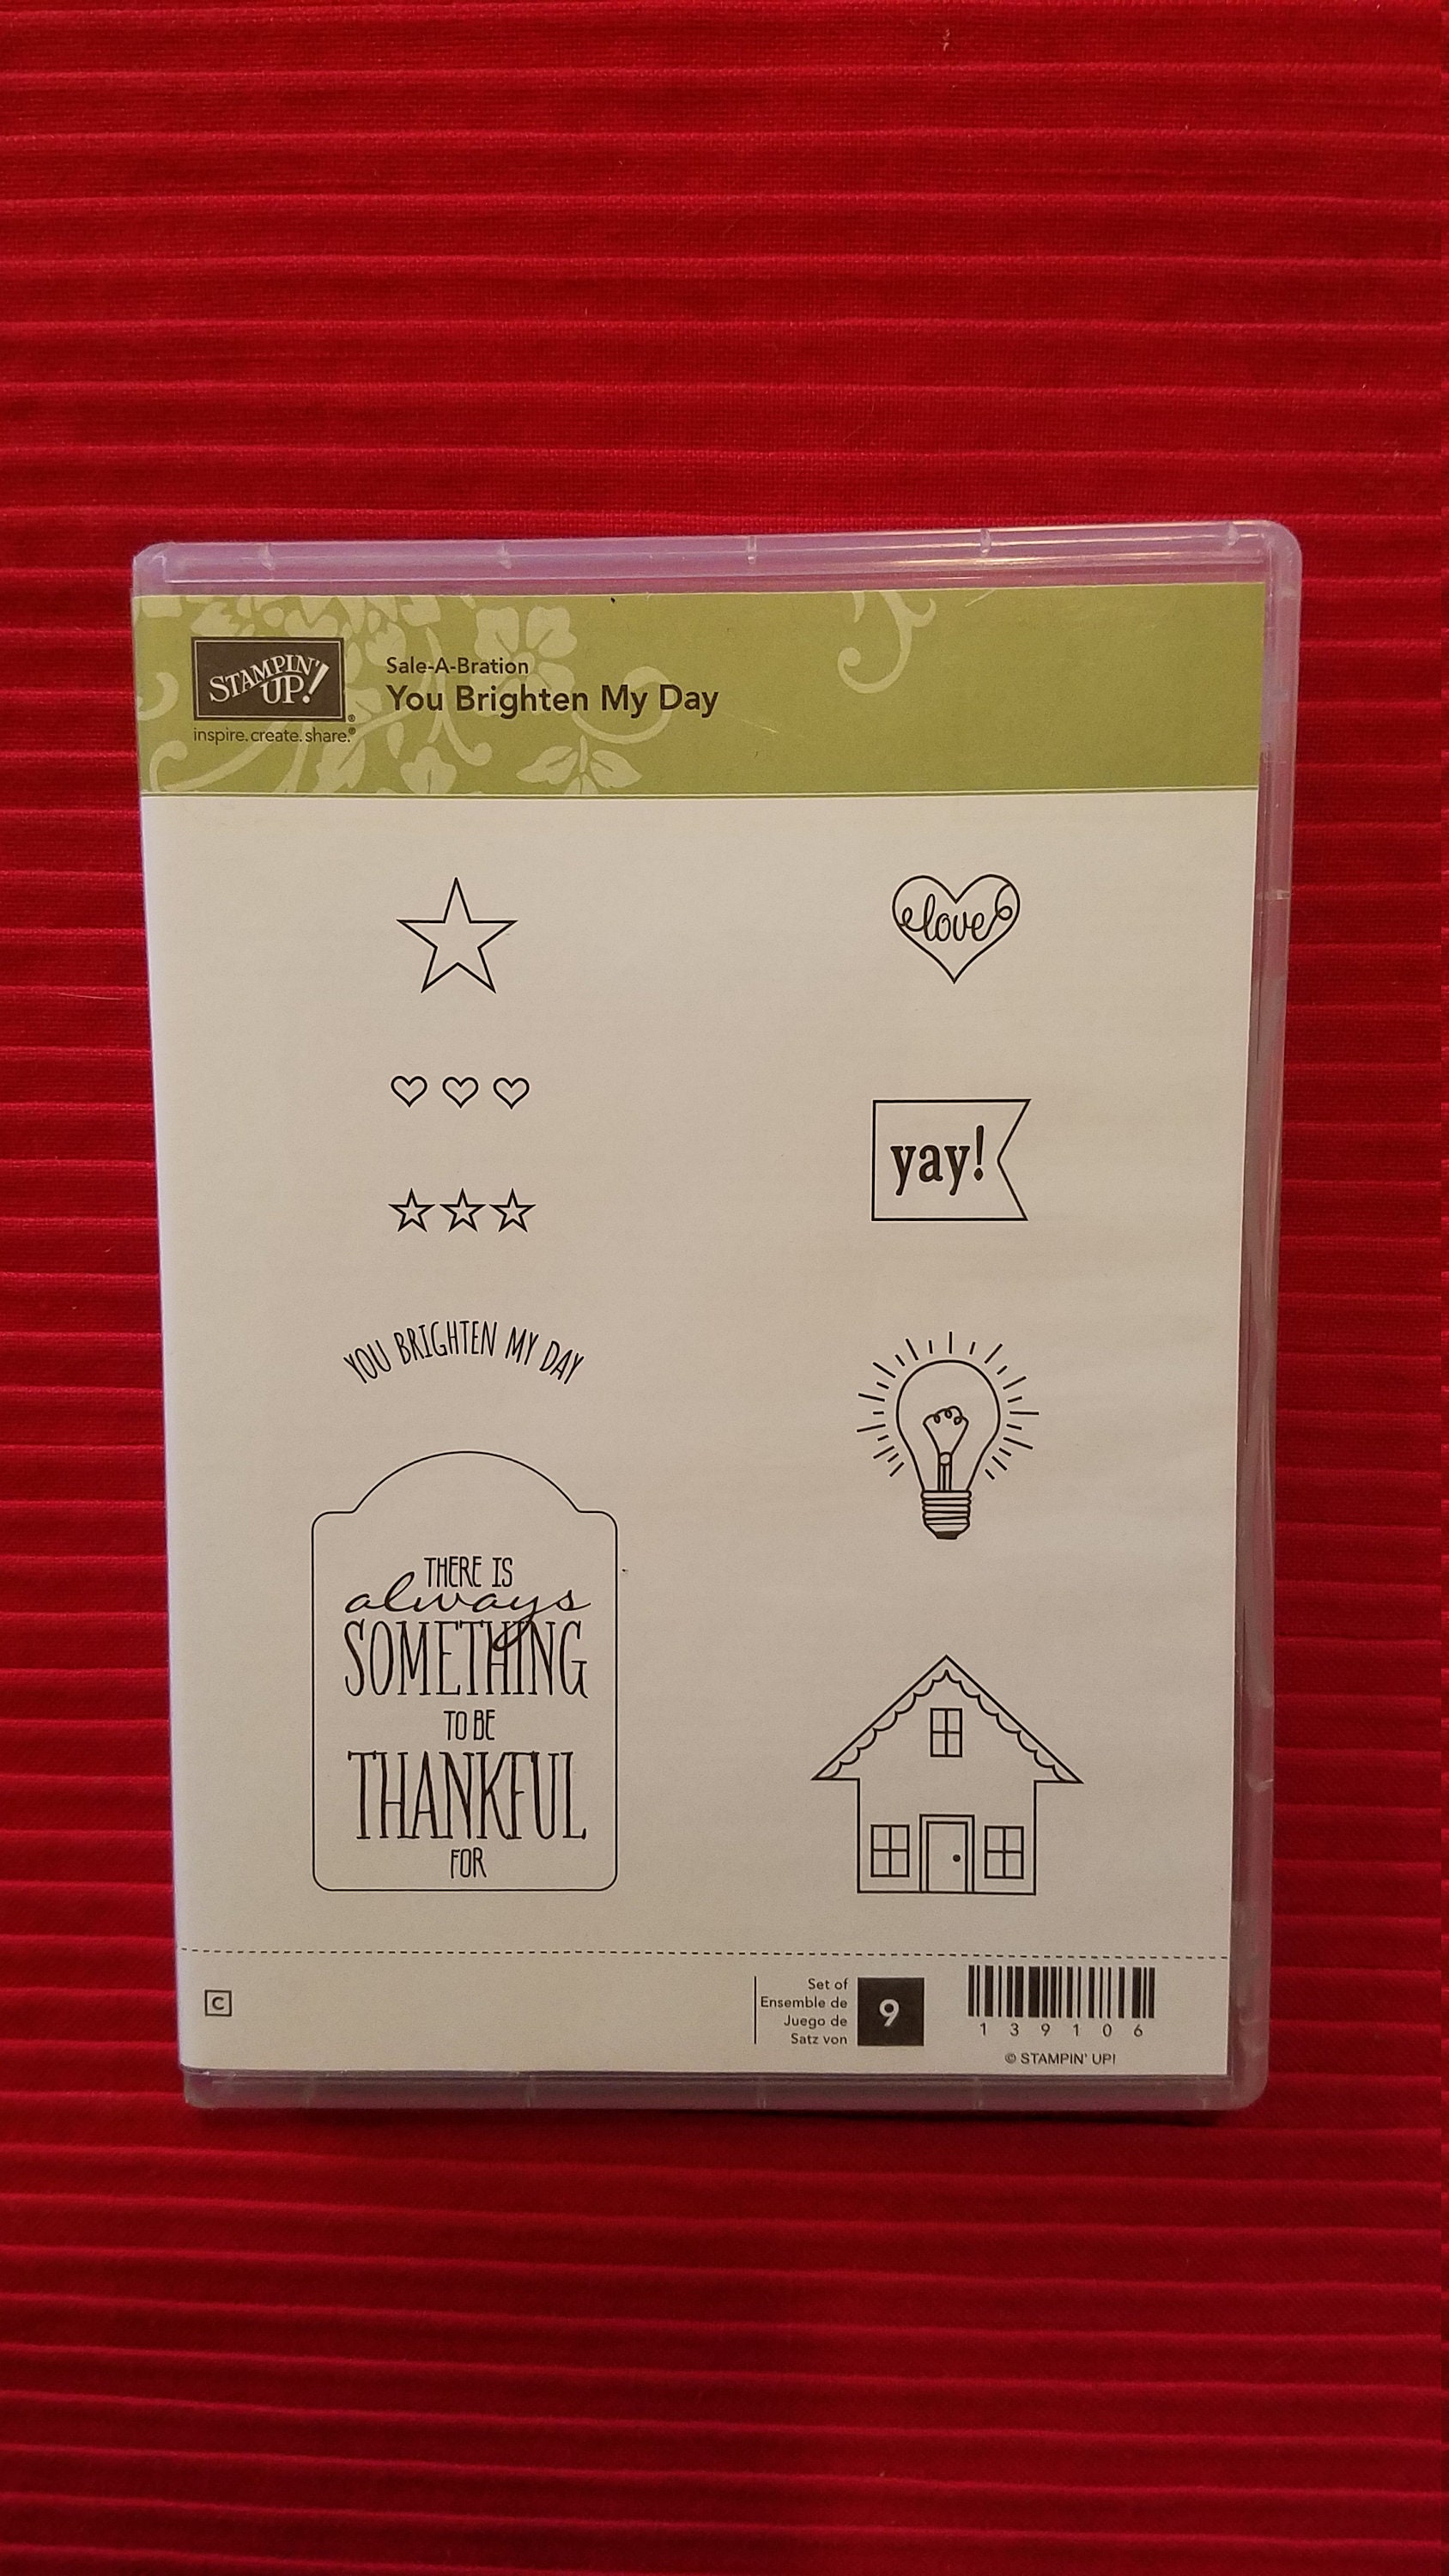 STAMPIN' UP!®
inspire.create.share.®
Sale-A-Bration
You Brighten My Day
love
yay!
YOU BRIGHTEN MY DAY
THERE IS
always
SOMETHING
TO BE
THANKFUL
FOR
C
Set of
Ensemble de
Juego de
Satz von
9
139106
© STAMPIN' UP!